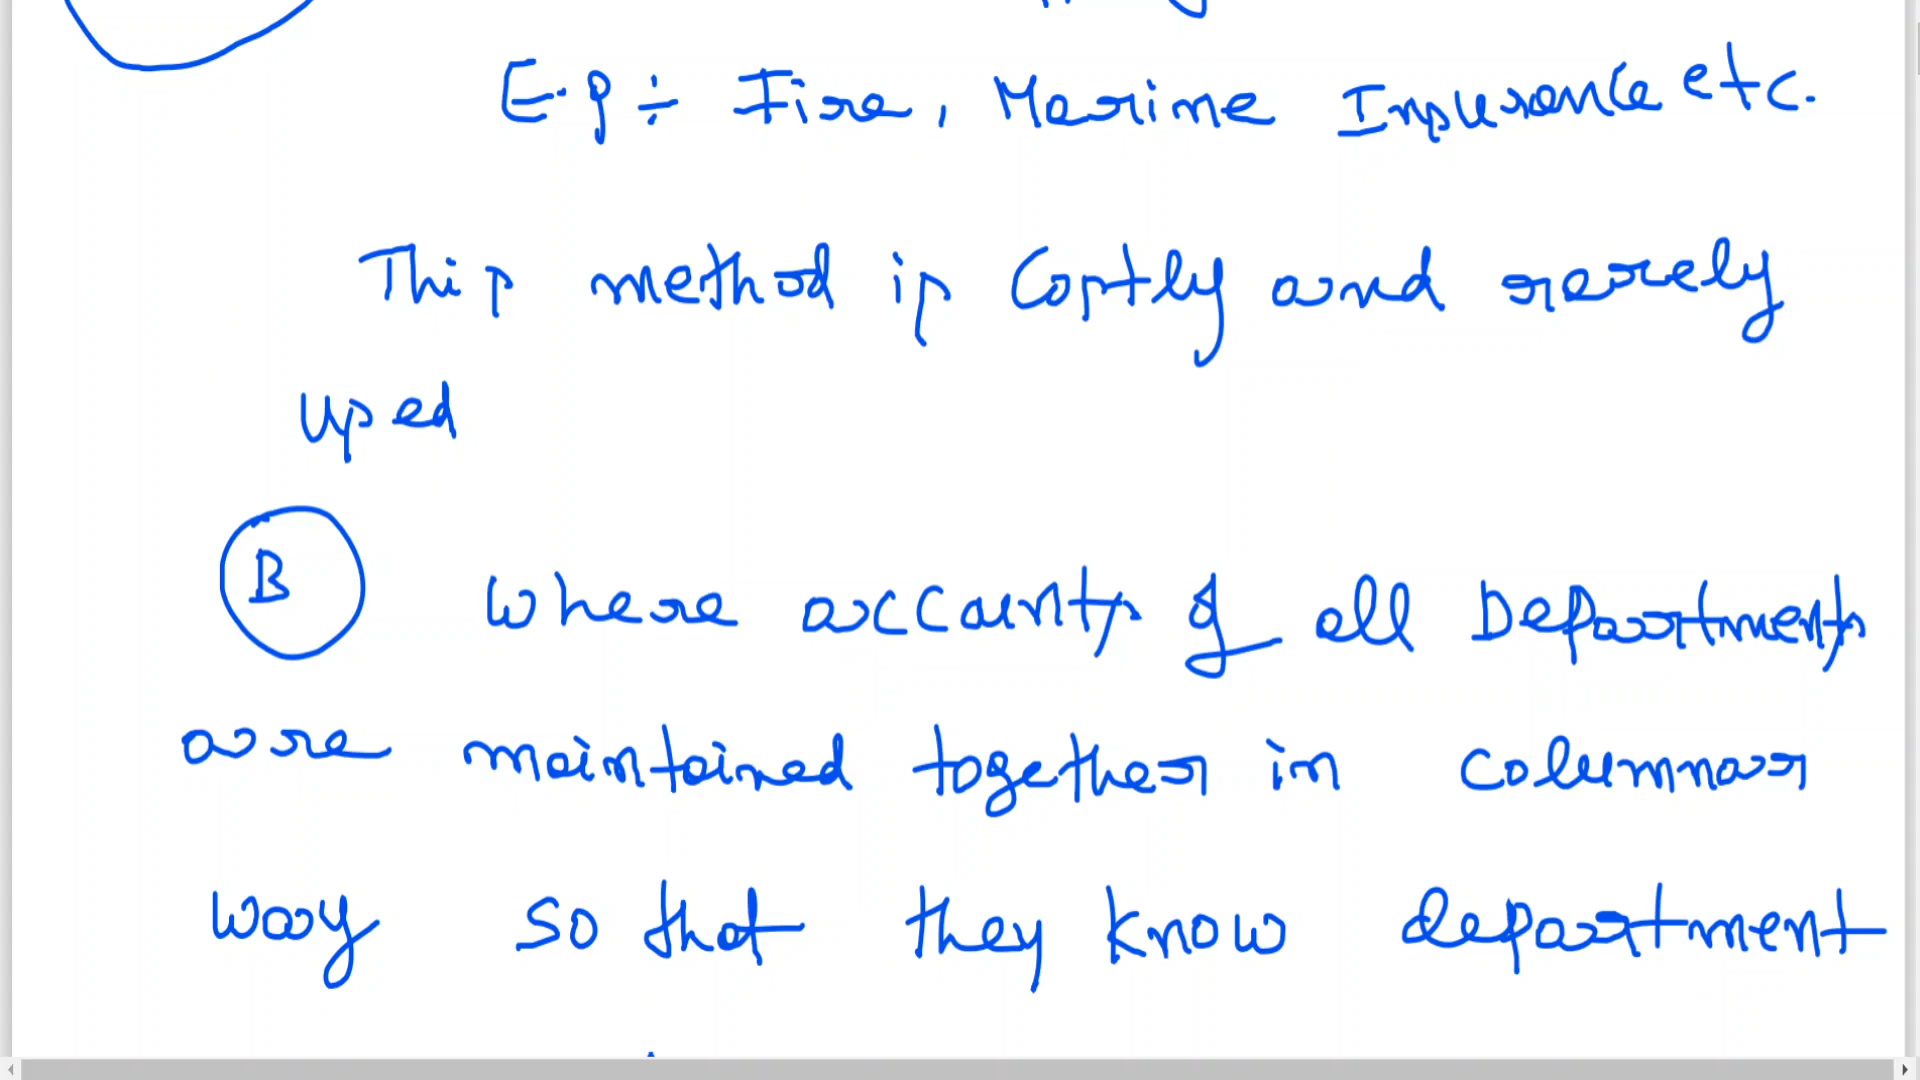 E.g ÷ Fire, Marine Insurance etc.
This method is Costly and rarely
used
B Where accounts of all Departments
are maintained together in columnar
way so that they know department